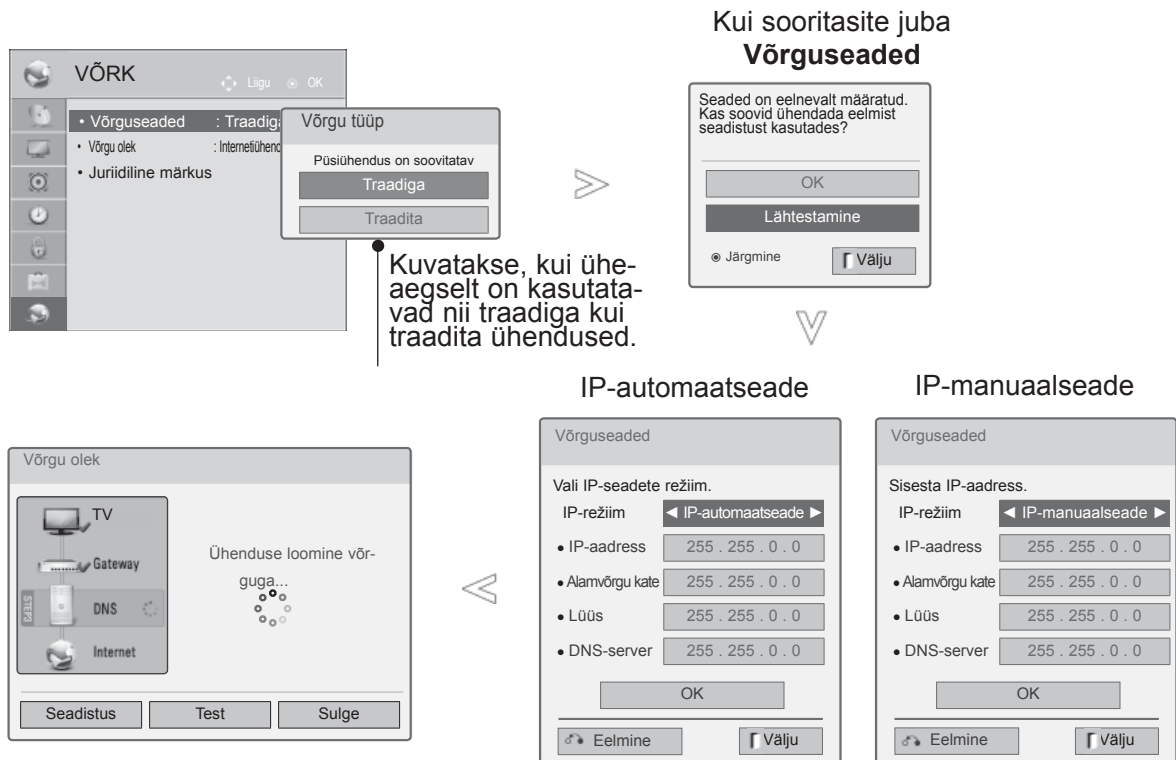 Kui sooritasite juba
Võrguseaded
VÕRK
Liigu
OK
• Võrguseaded : Traadiga
• Võrgu olek : Internetiühend
• Juriidiline märkus
Võrgu tüüp
Püsiühendus on soovitatav
Traadiga
Traadita
Kuvatakse, kui ühe-
aegselt on kasutata-
vad nii traadiga kui
traadita ühendused.
Seaded on eelnevalt määratud.
Kas soovid ühendada eelmist
seadistust kasutades?
OK
Lähtestamine
Järgmine
Välju
IP-automaatseade
Võrguseaded
Vali IP-seadete režiim.
IP-režiim ◄ IP-automaatseade ►
• IP-aadress 255 . 255 . 0 . 0
• Alamvõrgu kate 255 . 255 . 0 . 0
• Lüüs 255 . 255 . 0 . 0
• DNS-server 255 . 255 . 0 . 0
OK
Eelmine
Välju
IP-manuaalseade
Võrguseaded
Sisesta IP-aadress.
IP-režiim ◄ IP-manuaalseade ►
• IP-aadress 255 . 255 . 0 . 0
• Alamvõrgu kate 255 . 255 . 0 . 0
• Lüüs 255 . 255 . 0 . 0
• DNS-server 255 . 255 . 0 . 0
OK
Eelmine
Välju
Võrgu olek
TV
Gateway
STEP3
DNS
Internet
Ühenduse loomine võr-
guga...
Seadistus
Test
Sulge